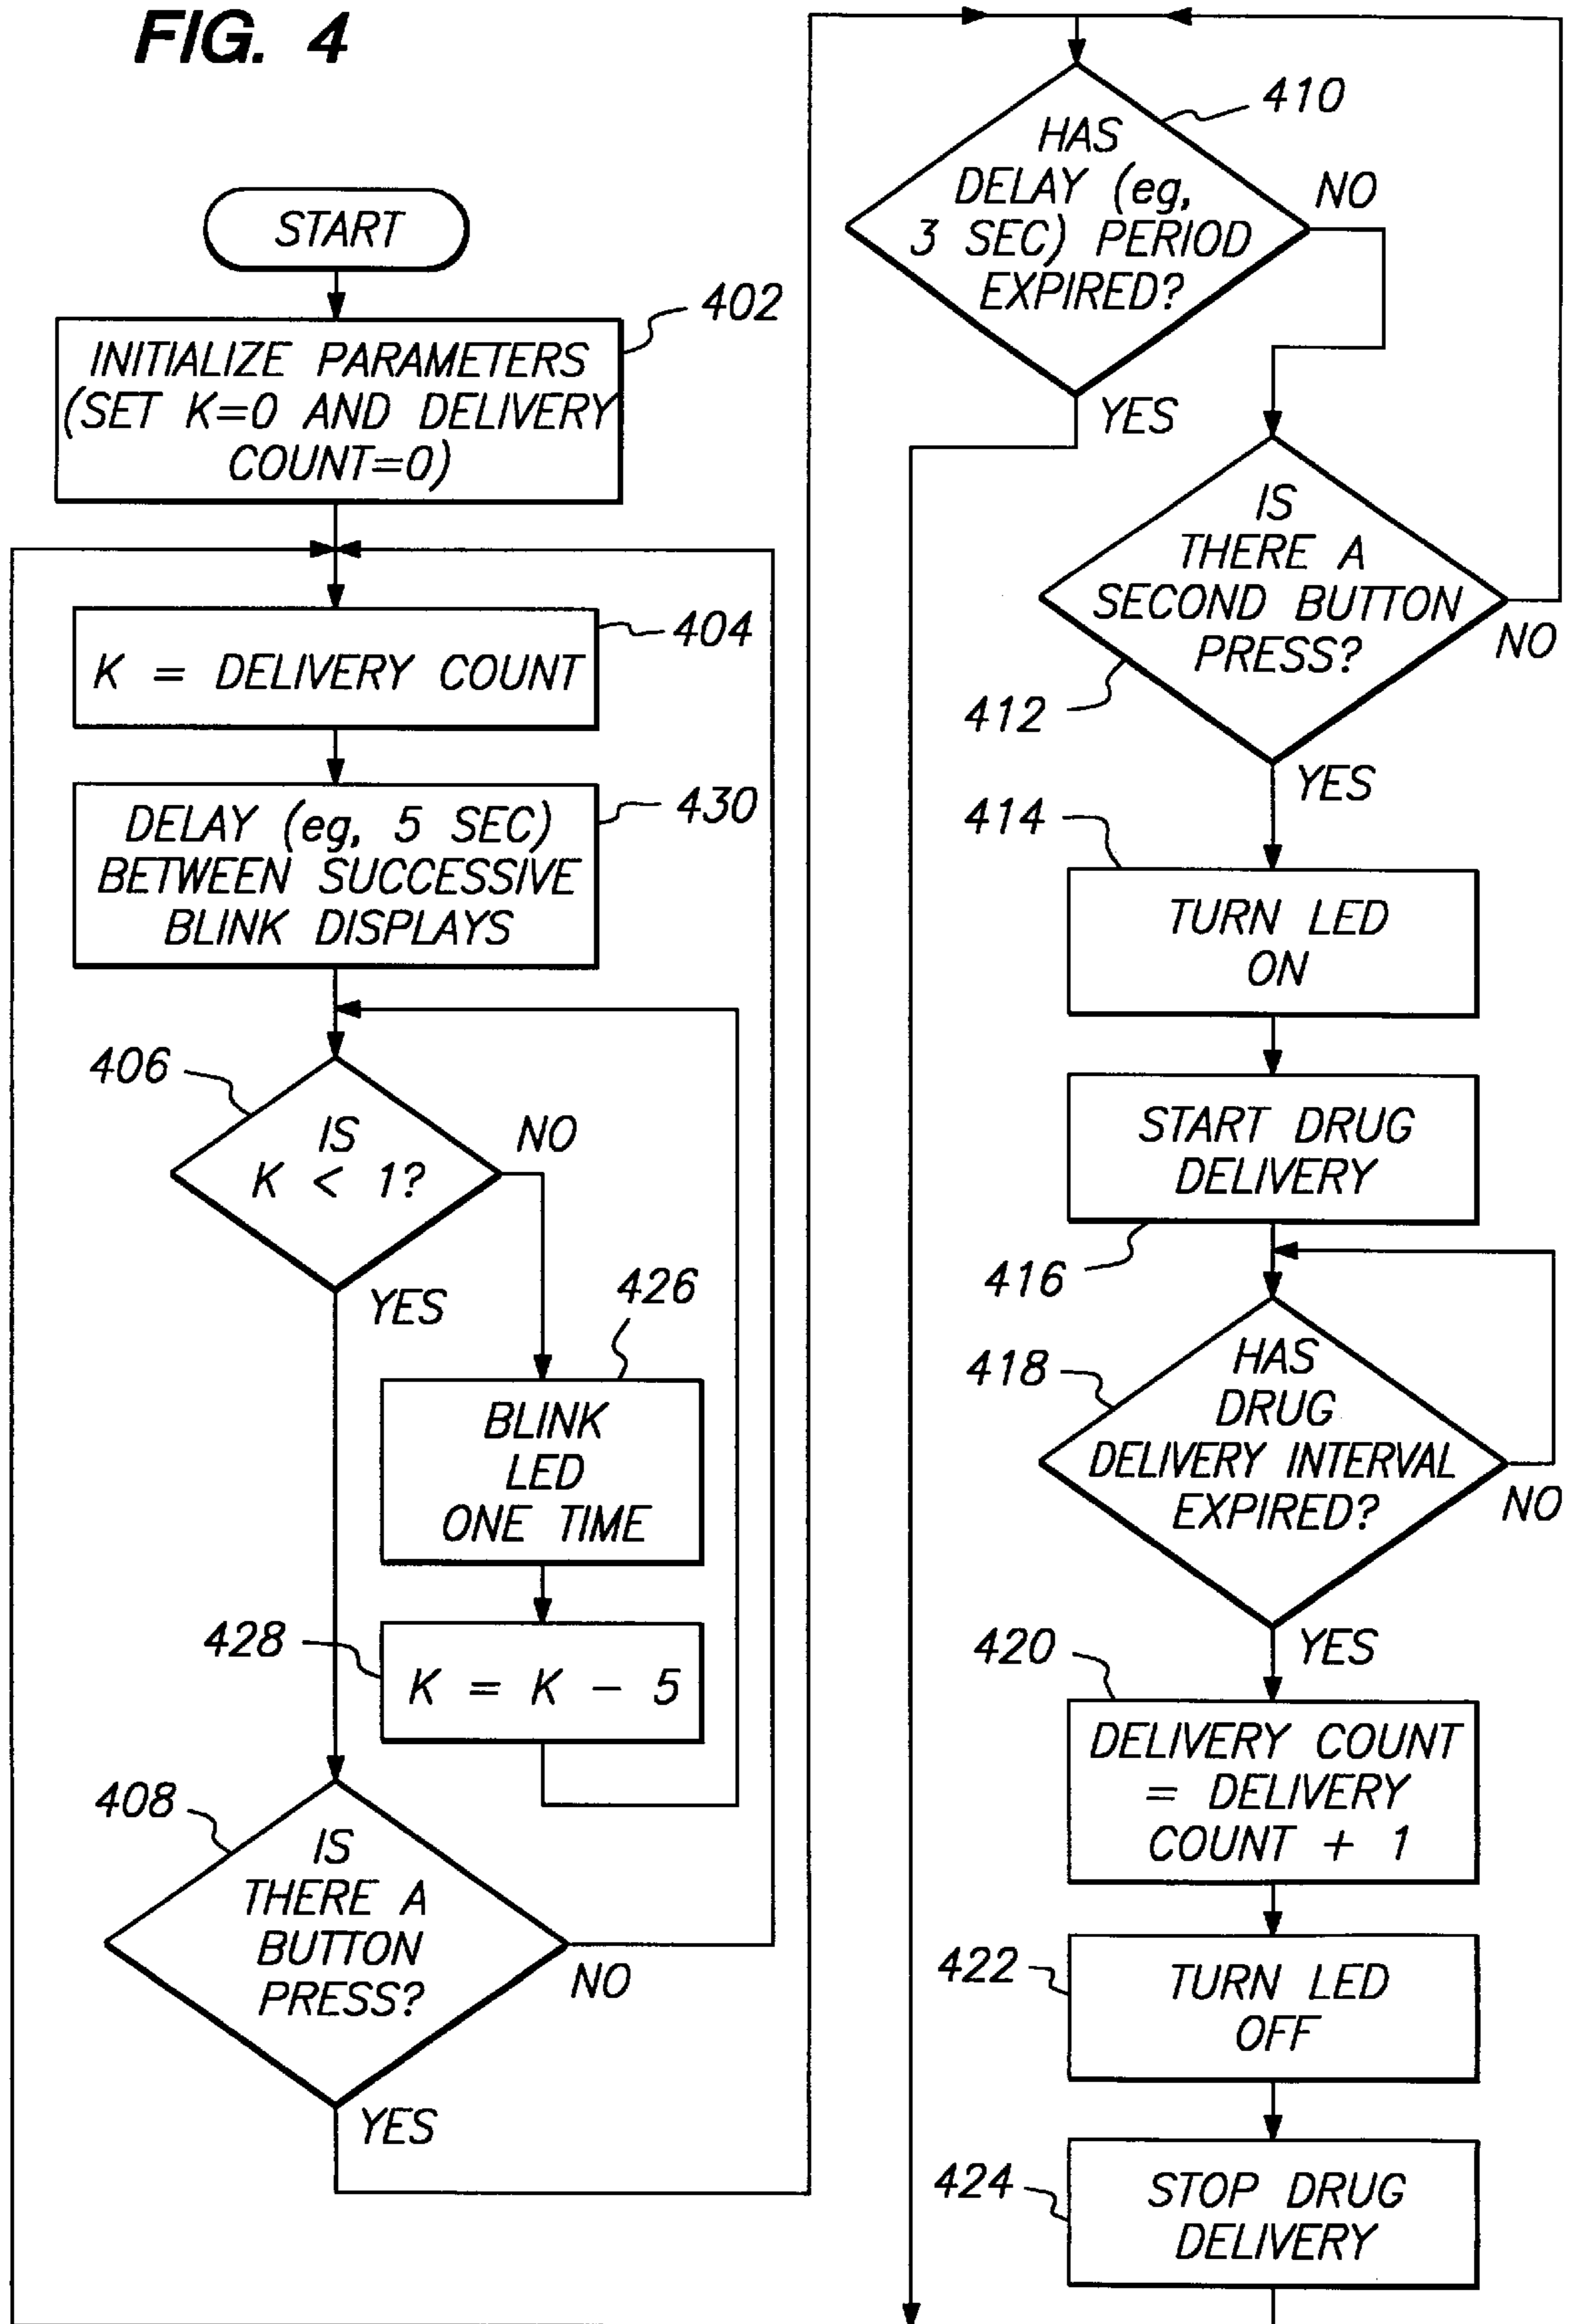 FIG. 4
START
402
INITIALIZE PARAMETERS
(SET K=0 AND DELIVERY
COUNT=0)
404
K = DELIVERY COUNT
430
DELAY (eg, 5 SEC)
BETWEEN SUCCESSIVE
BLINK DISPLAYS
406
IS
K < 1?
NO
YES
426
BLINK
LED
ONE TIME
428
K = K - 5
408
IS
THERE A
BUTTON
PRESS?
NO
YES
410
HAS
DELAY (eg,
3 SEC) PERIOD
EXPIRED?
NO
YES
IS
THERE A
SECOND BUTTON
PRESS?
NO
412
YES
414
TURN LED
ON
START DRUG
DELIVERY
416
418
HAS
DRUG
DELIVERY INTERVAL
EXPIRED?
NO
YES
420
DELIVERY COUNT
= DELIVERY
COUNT + 1
422
TURN LED
OFF
424
STOP DRUG
DELIVERY